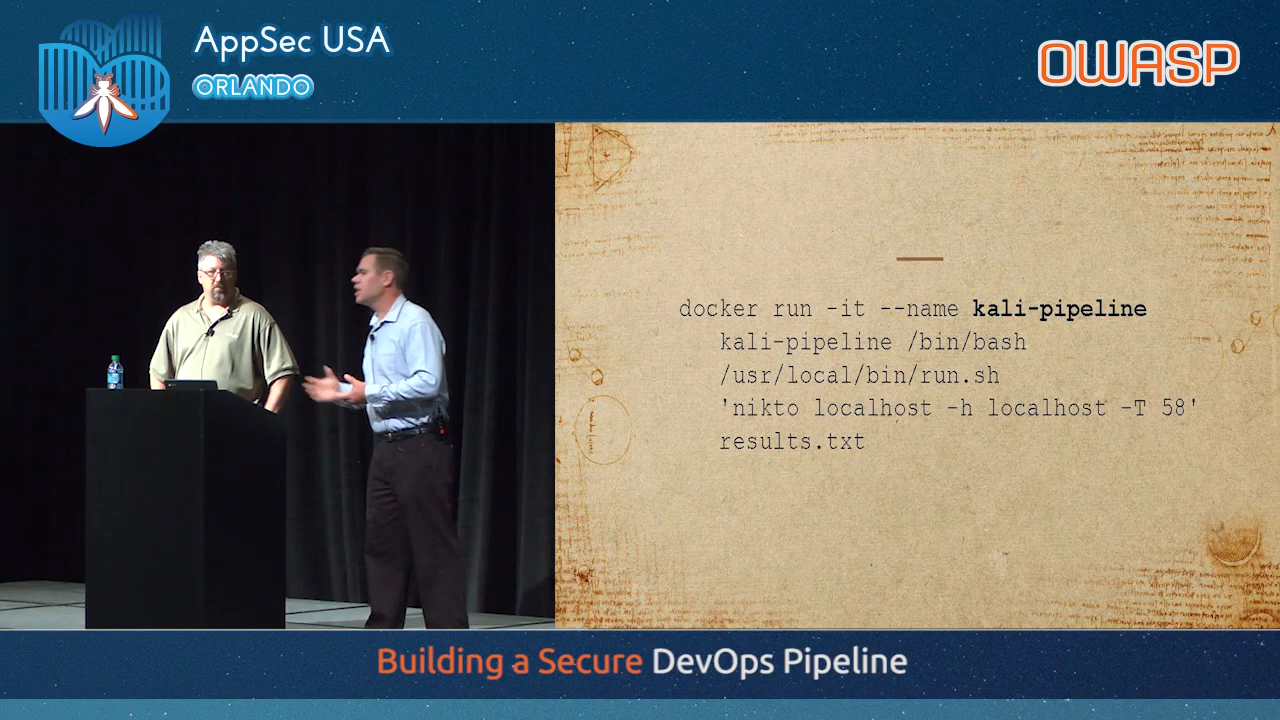 AppSec USA
ORLANDO
OWASP
docker run -it --name kali-pipeline
kali-pipeline /bin/bash
/usr/local/bin/run.sh
'nikto localhost -h localhost -T 58'
results.txt
Building a Secure DevOps Pipeline